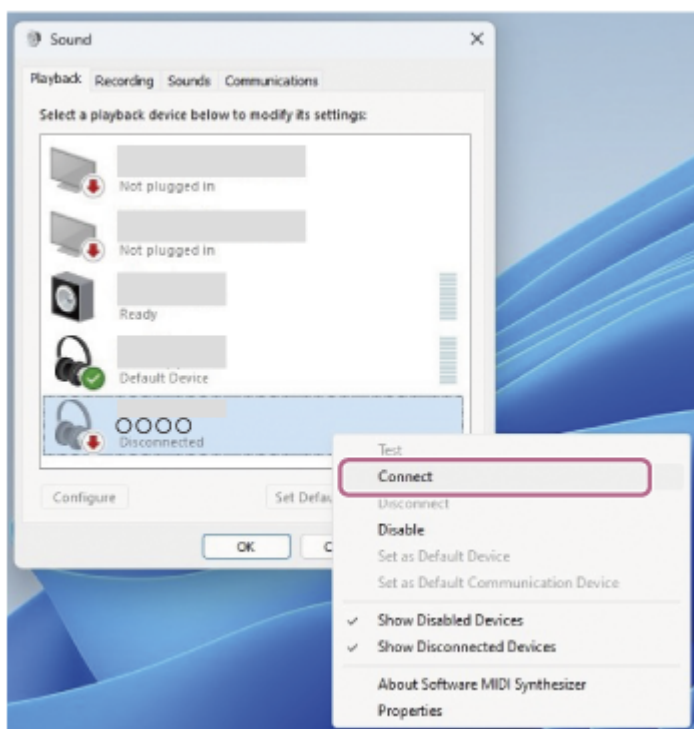 Sound
Playback Recording Sounds Communications
Select a playback device below to modify its settings:
Not plugged in
Not plugged in
Ready
Default Device
OOOO
Disconnected
Configure
Set Defau
OK
C
Test
Connect
Disconnect
Disable
Set as Default Device
Set as Default Communication Device
Show Disabled Devices
Show Disconnected Devices
About Software MIDI Synthesizer
Properties